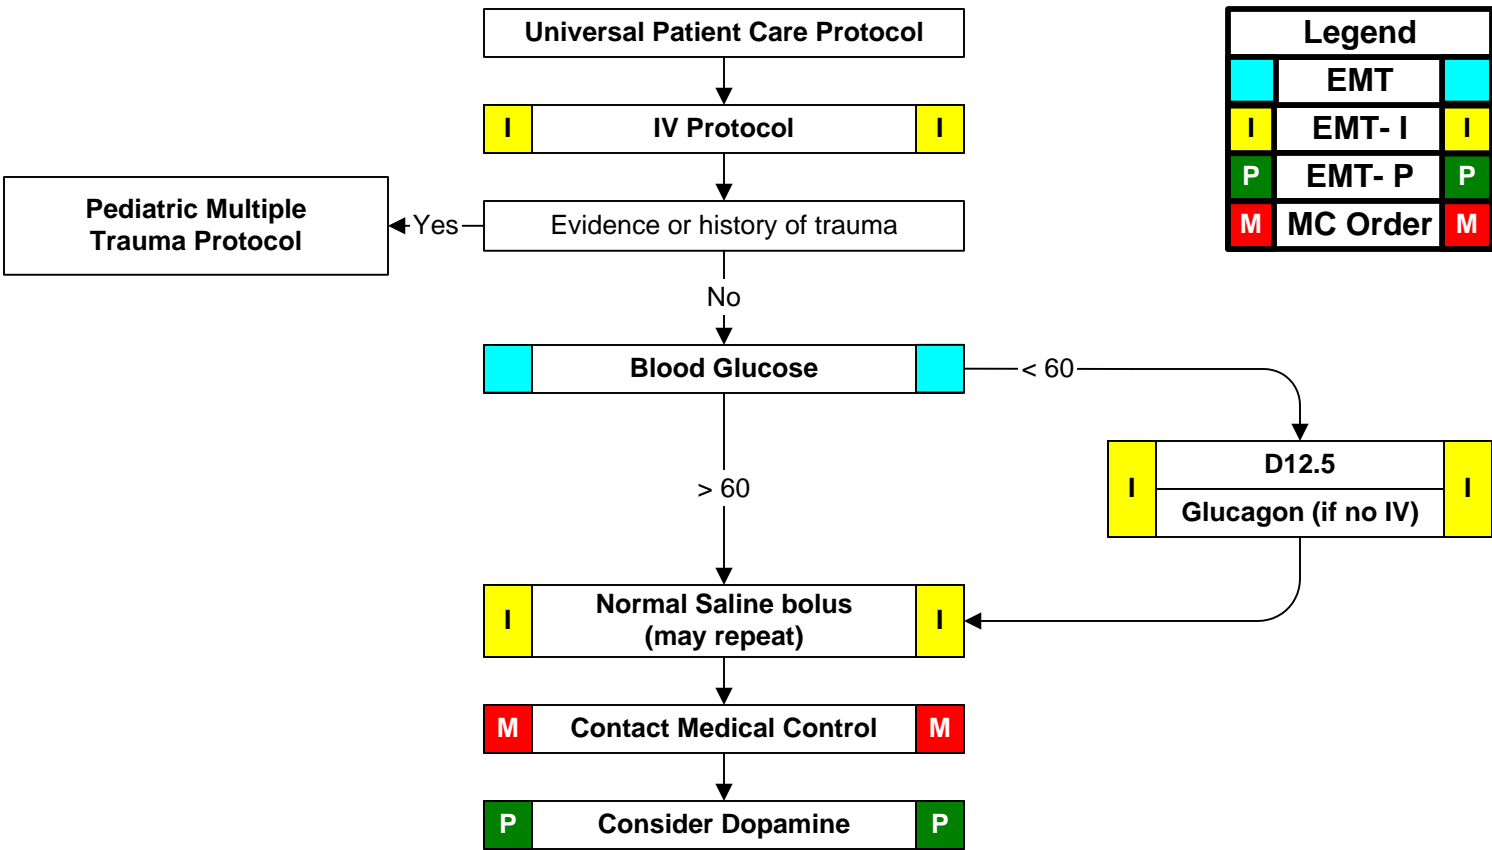 Universal Patient Care Protocol
Legend
EMT
I EMT- I I
P EMT- P P
M MC Order M
I IV Protocol I
Pediatric Multiple
Trauma Protocol
Yes
Evidence or history of trauma
No
Blood Glucose
< 60
> 60
I D12.5 I
Glucagon (if no IV)
I Normal Saline bolus I
(may repeat)
M Contact Medical Control M
P Consider Dopamine P